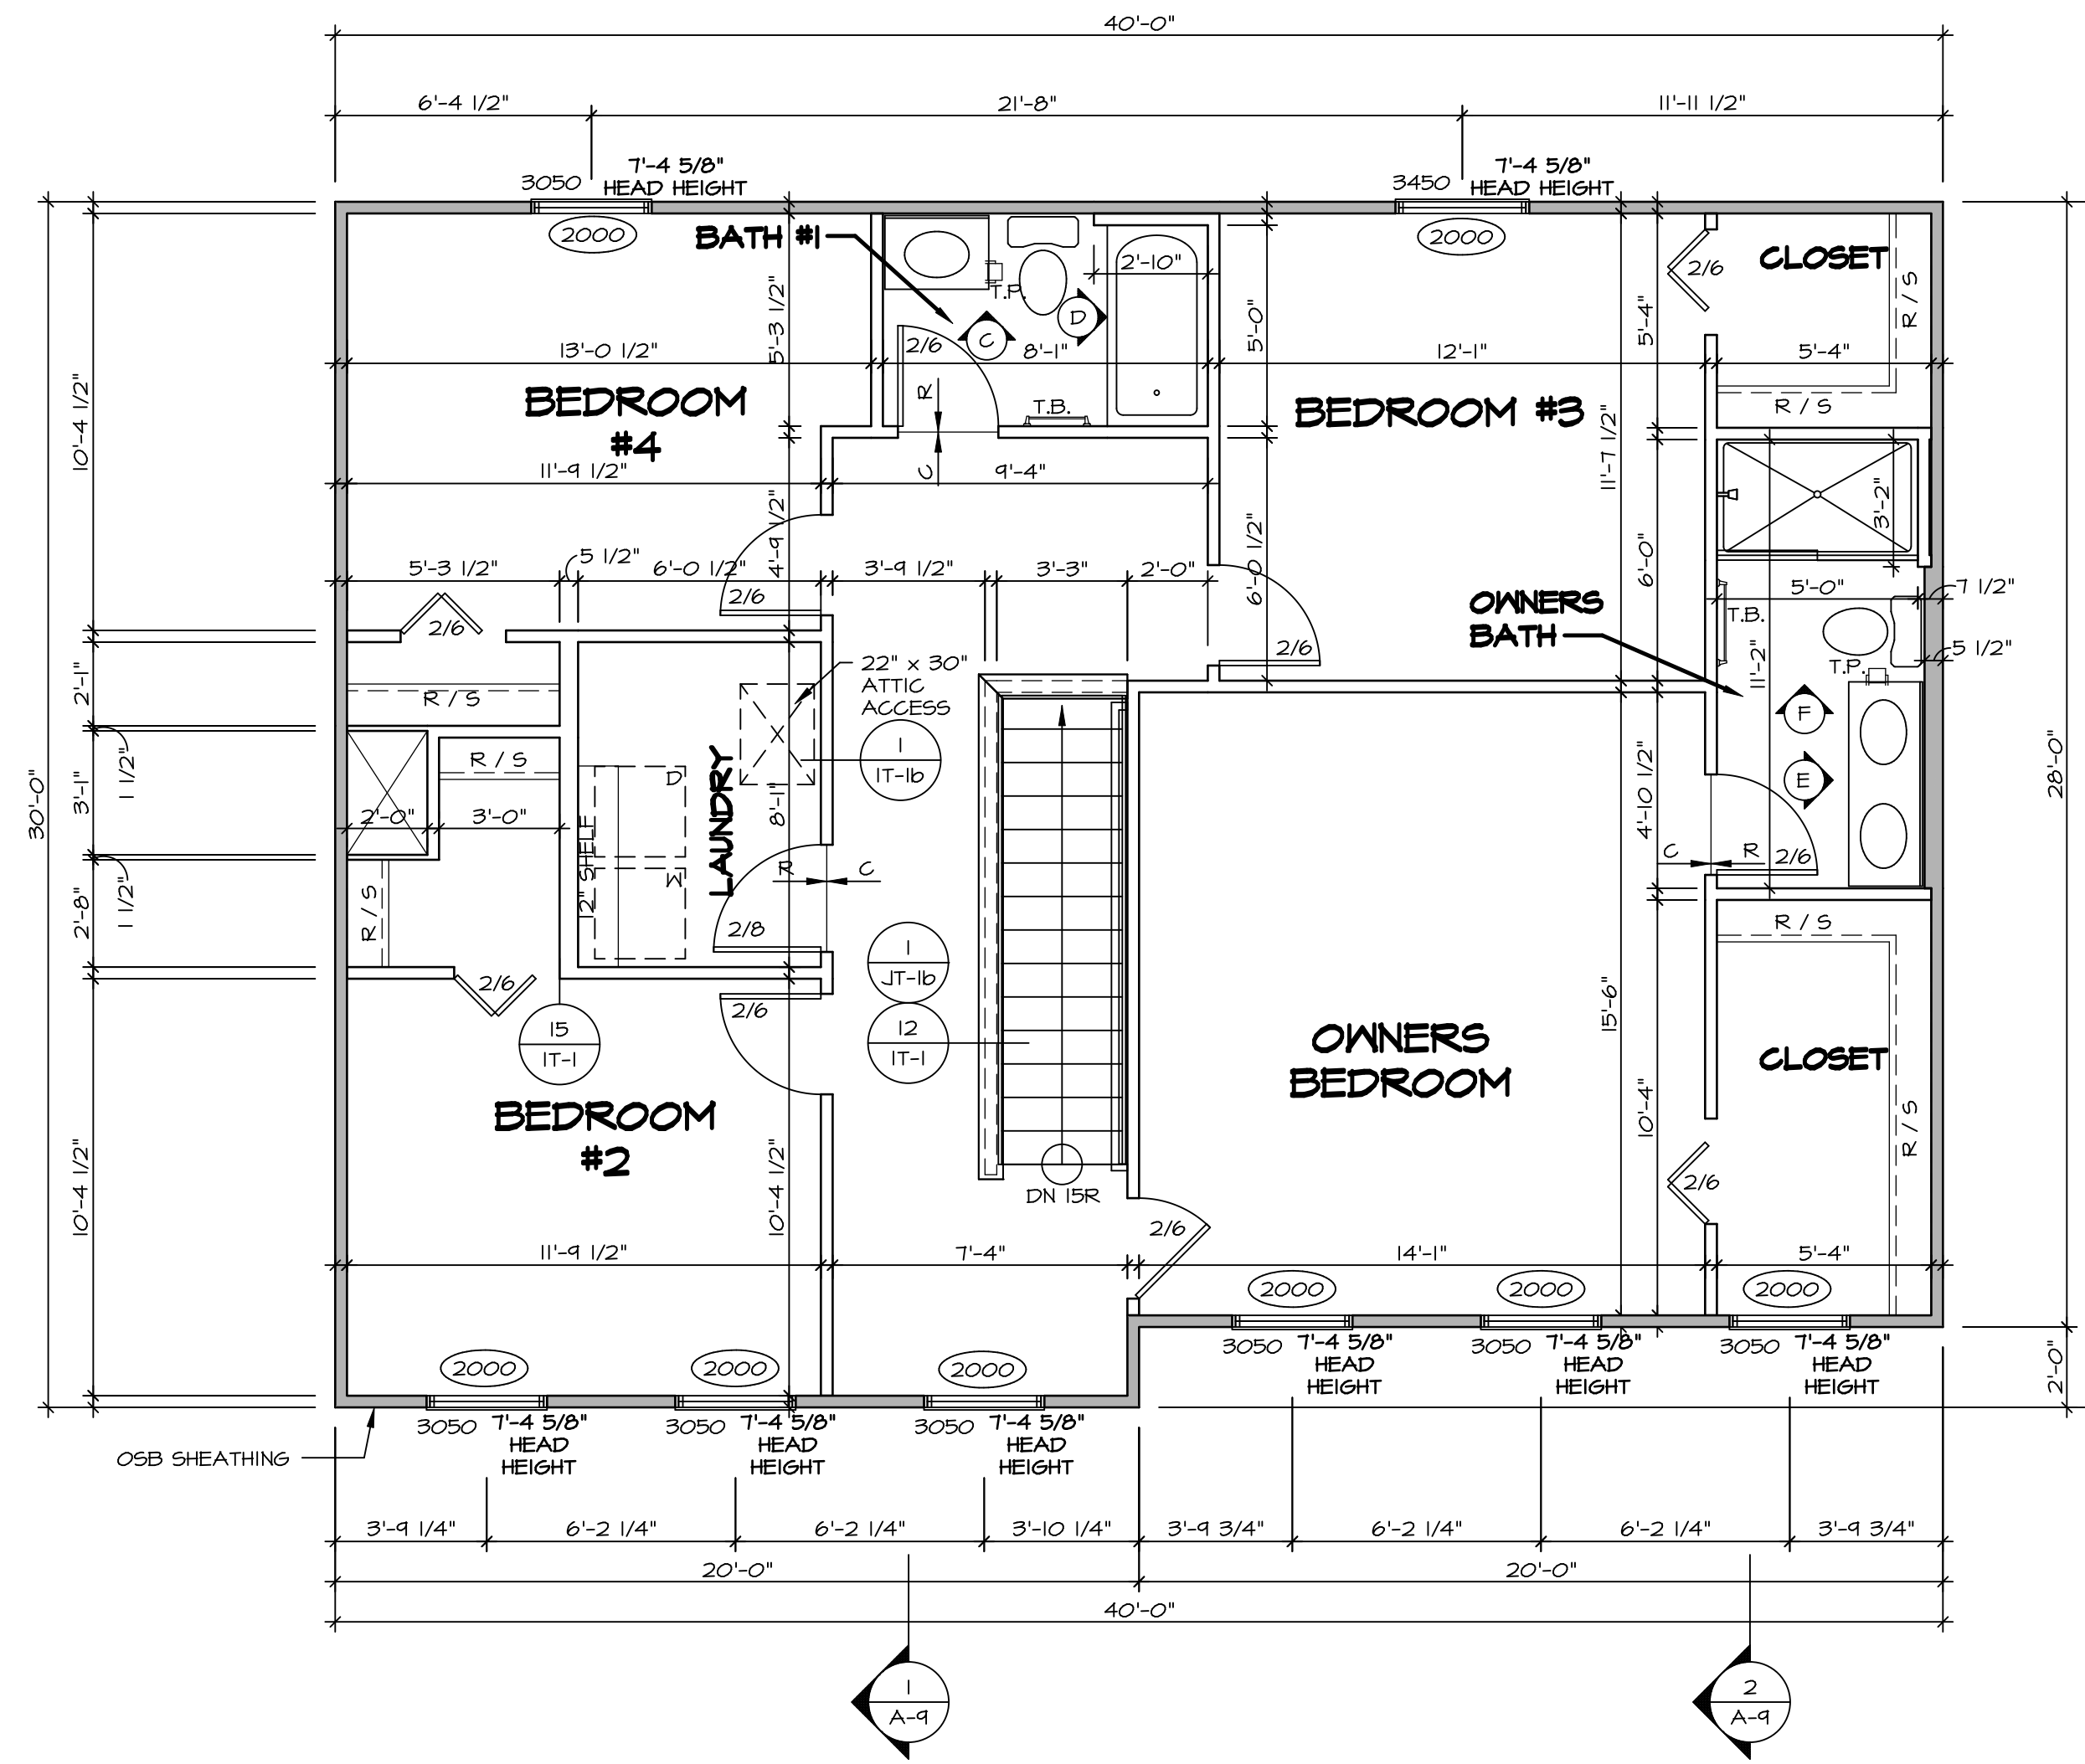 40'-0"
6'-4 1/2" 21'-8" 11'-11 1/2"
7'-4 5/8" 7'-4 5/8"
3050 HEAD HEIGHT 3450 HEAD HEIGHT
2000 2000
BATH #1
CLOSET
2/6
2'-10"
T.P.
R / S
D
C
5'-3 1/2"
5'-0"
5'-4"
2/6
13'-0 1/2" 8'-1" 12'-1" 5'-4"
10'-4 1/2"
BEDROOM
#4
R
T.B.
BEDROOM #3
R / S
11'-7 1/2"
11'-9 1/2" C 9'-4"
3'-2"
4'-9 1/2"
6'-0 1/2"
6'-0"
5'-3 1/2" 5 1/2" 6'-0 1/2" 3'-9 1/2" 3'-3" 2'-0"
5'-0" 7 1/2"
2/6
2/6
OWNERS
BATH
T.B.
2/6
5 1/2"
T.P.
11'-2"
22" x 30"
ATTIC
ACCESS
2'-1"
R / S
F
1
1T-1b
R / S
1 1/2"
30'-0"
3'-1"
D
LAUNDRY
8'-1"
E
28'-0"
4'-10 1/2"
2'-0" 3'-0"
12" SHELF
C R 2/6
W
R C
1 1/2"
2'-8"
R / S
2/8
R / S
1
JT-1b
2/6
2/6
15'-6"
15
1T-1
12
1T-1
OWNERS
BEDROOM
CLOSET
BEDROOM
#2
10'-4 1/2"
10'-4 1/2"
10'-4"
R / S
2/6
DN 15R
2/6
11'-9 1/2" 7'-4" 14'-1" 5'-4"
2000 2000 2000
3050 7'-4 5/8" 3050 7'-4 5/8" 3050 7'-4 5/8"
HEAD HEAD HEAD
HEIGHT HEIGHT HEIGHT
2'-0"
2000 2000 2000
3050 7'-4 5/8" 3050 7'-4 5/8" 3050 7'-4 5/8"
HEAD HEAD HEAD
HEIGHT HEIGHT HEIGHT
OSB SHEATHING
3'-9 1/4" 6'-2 1/4" 6'-2 1/4" 3'-10 1/4" 3'-9 3/4" 6'-2 1/4" 6'-2 1/4" 3'-9 3/4"
20'-0" 20'-0"
40'-0"
1 2
A-9 A-9